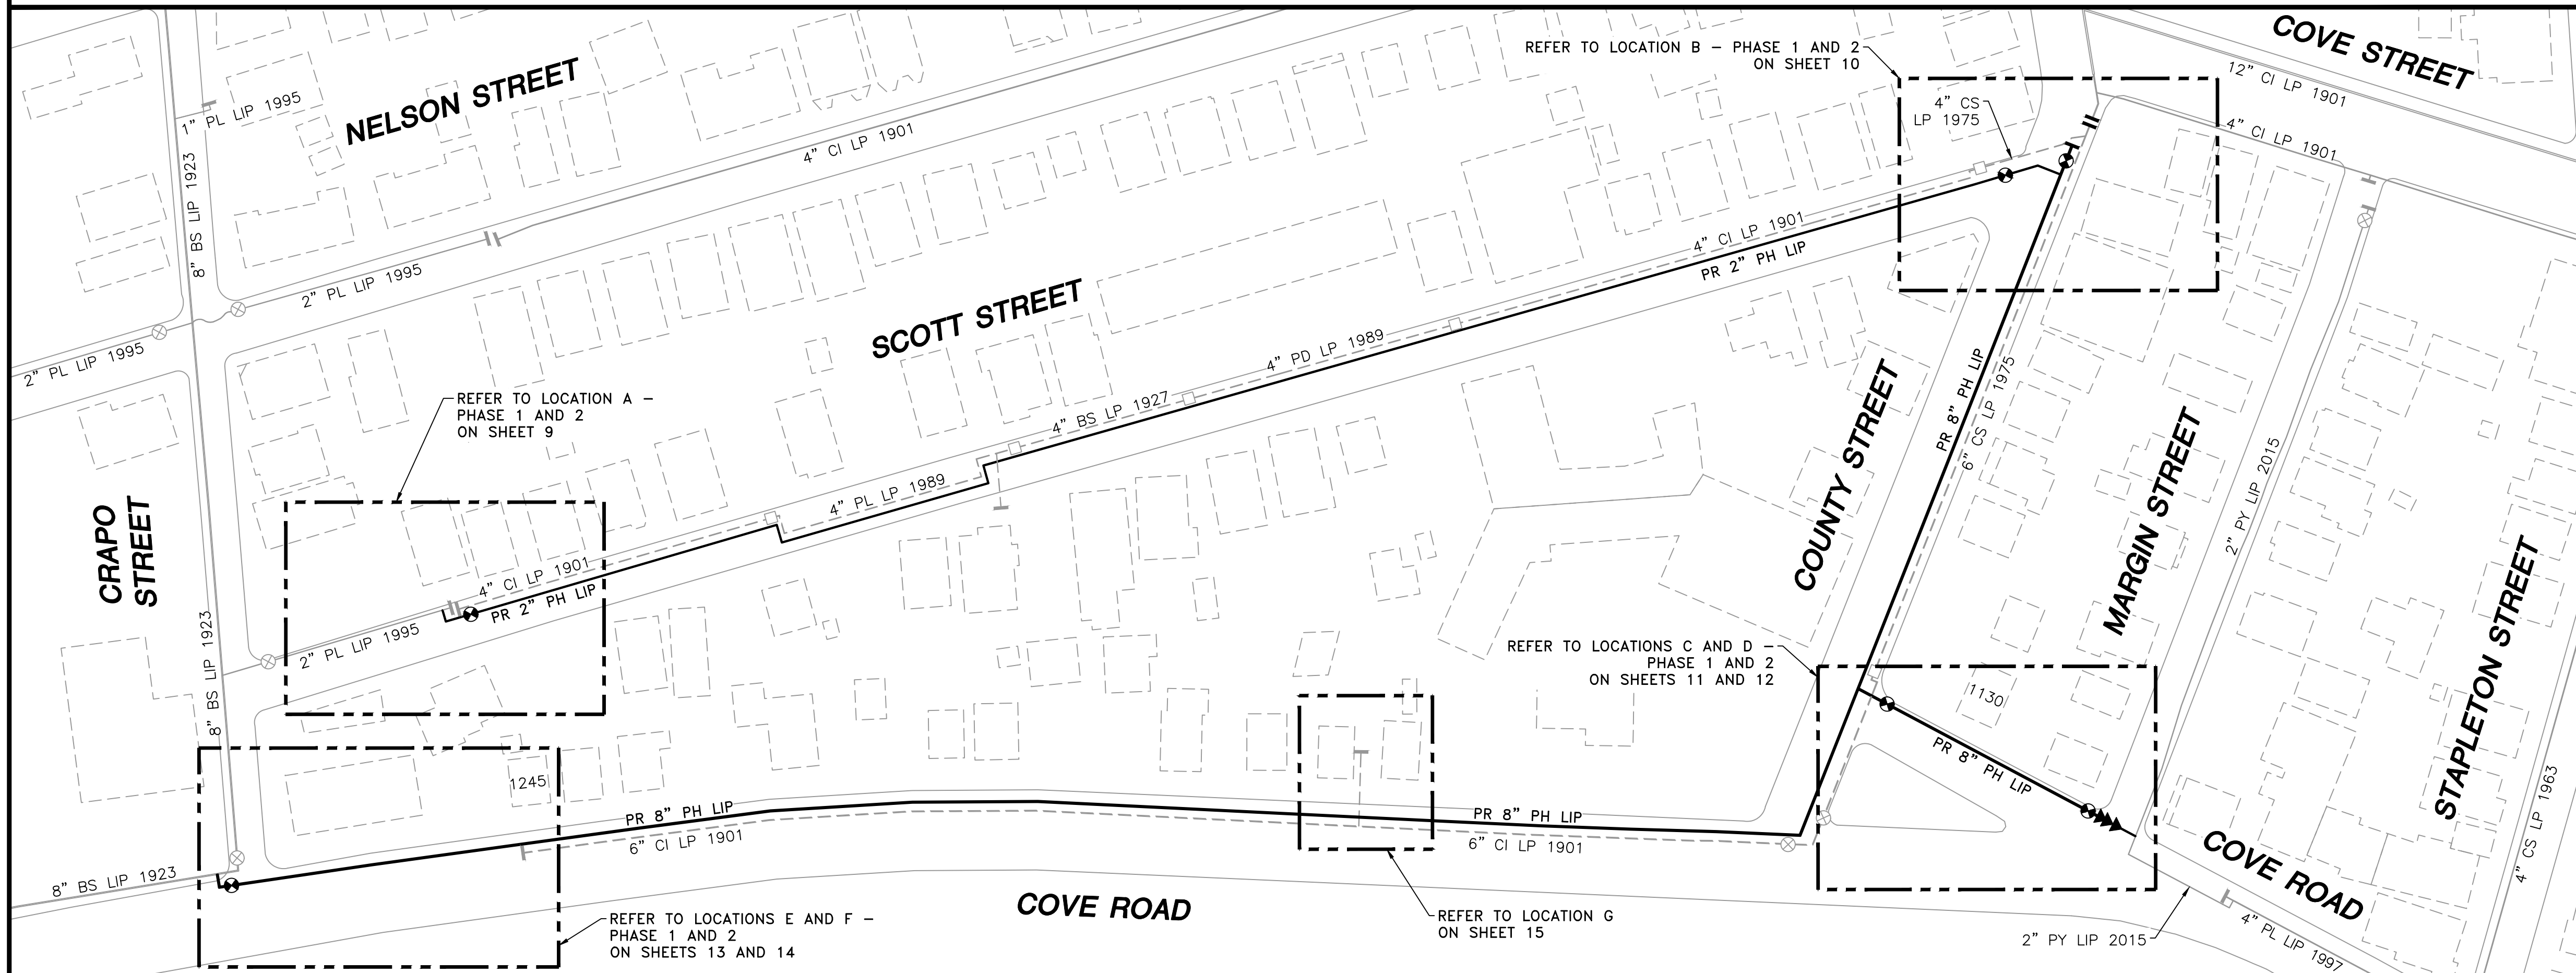 COVE STREET
12" CI LIP 1901
REFER TO LOCATION B – PHASE 1 AND 2
ON SHEET 10
4" CS
LP 1975
4" CI LP 1901
NELSON STREET
1" PL LIP 1995
8" BS LIP 1923
4" CI LP 1901
2" PL LIP 1995
2" PL LIP 1995
4" CI LP 1901
PR 2" PH LIP
SCOTT STREET
4" PD LP 1989
4" BS LP 1927
4" PL LP 1989
REFER TO LOCATION A –
PHASE 1 AND 2
ON SHEET 9
CRAPO
STREET
4" CI LP 1901
PR 2" PH LIP
2" PL LIP 1995
8" BS LIP 1923
8" BS LIP 1923
PR 8" PH LIP
6" CS LP 1975
COUNTY STREET
MARGIN STREET
2" PY LIP 2015
STAPLETON STREET
4" CS LP 1963
REFER TO LOCATIONS C AND D –
PHASE 1 AND 2
ON SHEETS 11 AND 12
1130
PR 8" PH LIP
1245
PR 8" PH LIP
6" CI LP 1901
PR 8" PH LIP
6" CI LP 1901
COVE ROAD
COVE ROAD
REFER TO LOCATIONS E AND F –
PHASE 1 AND 2
ON SHEETS 13 AND 14
REFER TO LOCATION G
ON SHEET 15
2" PY LIP 2015
4" PL LIP 1997